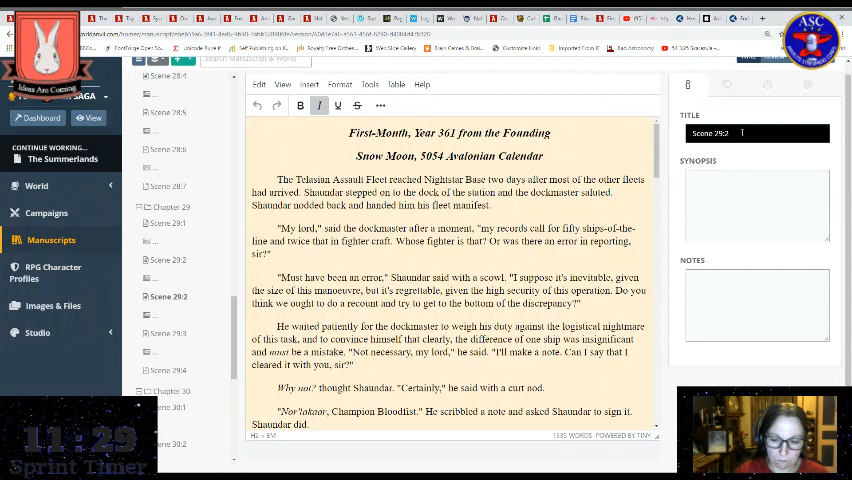 ASC
Ideas Are Coming
SAGA
Dashboard
View
CONTINUE WORKING...
The Summerlands
World
Campaigns
Manuscripts
RPG Character
Profiles
Images & Files
Studio
11:29
Sprint Timer
Search Manuscript & World
Scene 28:4
...
Scene 28:5
...
Scene 28:6
...
Scene 28:7
Chapter 29
Scene 29:1
...
Scene 29:2
...
Scene 29:2
...
Scene 29:3
...
Scene 29:4
Chapter 30
30:1
30:2
Edit View Insert Format Tools Table Help
B I U S ...
First-Month, Year 361 from the Founding
Snow Moon, 5054 Avalonian Calendar
The Telasian Assault Fleet reached Nightstar Base two days after most of the other fleets
had arrived. Shaundar stepped on to the dock of the station and the dockmaster saluted.
Shaundar nodded back and handed him his fleet manifest.
"My lord," said the dockmaster after a moment, "my records call for fifty ships-of-the-
line and twice that in fighter craft. Whose fighter is that? Or was there an error in reporting,
sir?"
"Must have been an error," Shaundar said with a scowl. "I suppose it's inevitable, given
the size of this manoeuvre, but it's regrettable, given the high security of this operation. Do you
think we ought to do a recount and try to get to the bottom of the discrepancy?"
He waited patiently for the dockmaster to weigh his duty against the logistical nightmare
of this task, and to convince himself that clearly, the difference of one ship was insignificant
and must be a mistake. "Not necessary, my lord," he said. "I'll make a note. Can I say that I
cleared it with you, sir?"
Why not? thought Shaundar. "Certainly," he said with a curt nod.
"Nor'lakaar, Champion Bloodfist." He scribbled a note and asked Shaundar to sign it.
Shaundar did.
H2 » EM
1335 WORDS POWERED BY TINY
TITLE
Scene 29:2
SYNOPSIS
NOTES